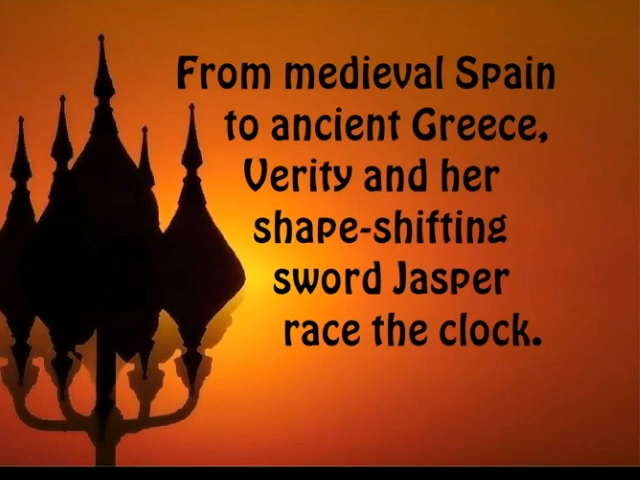 From medieval Spain
to ancient Greece,
Verity and her
shape-shifting
sword Jasper
race the clock.